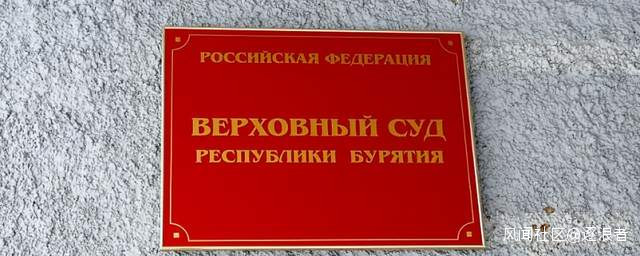 РОССИЙСКАЯ ФЕДЕРАЦИЯ
ВЕРХОВНЫЙ СУД
РЕСПУБЛИКИ БУРЯТИЯ
风闻社区@逐浪者